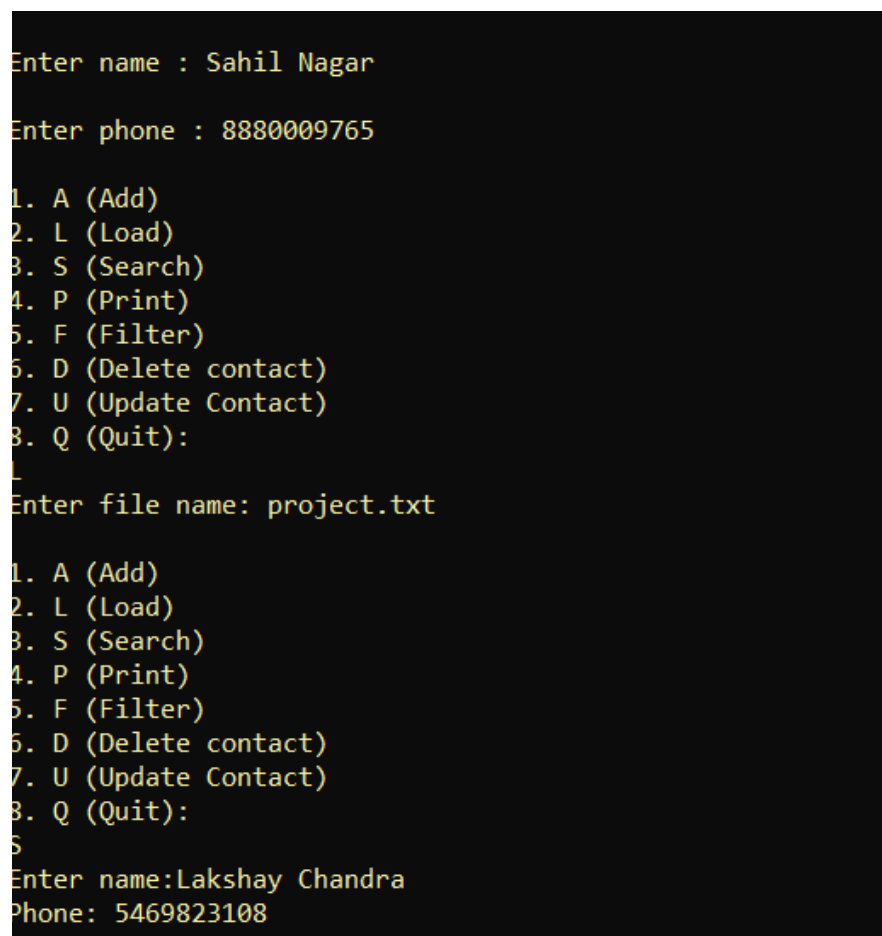 Enter name : Sahil Nagar
Enter phone : 8880009765
1. A (Add)
2. L (Load)
3. S (Search)
4. P (Print)
5. F (Filter)
6. D (Delete contact)
7. U (Update Contact)
8. Q (Quit):
L
Enter file name: project.txt
1. A (Add)
2. L (Load)
3. S (Search)
4. P (Print)
5. F (Filter)
6. D (Delete contact)
7. U (Update Contact)
8. Q (Quit):
S
Enter name:Lakshay Chandra
Phone: 5469823108